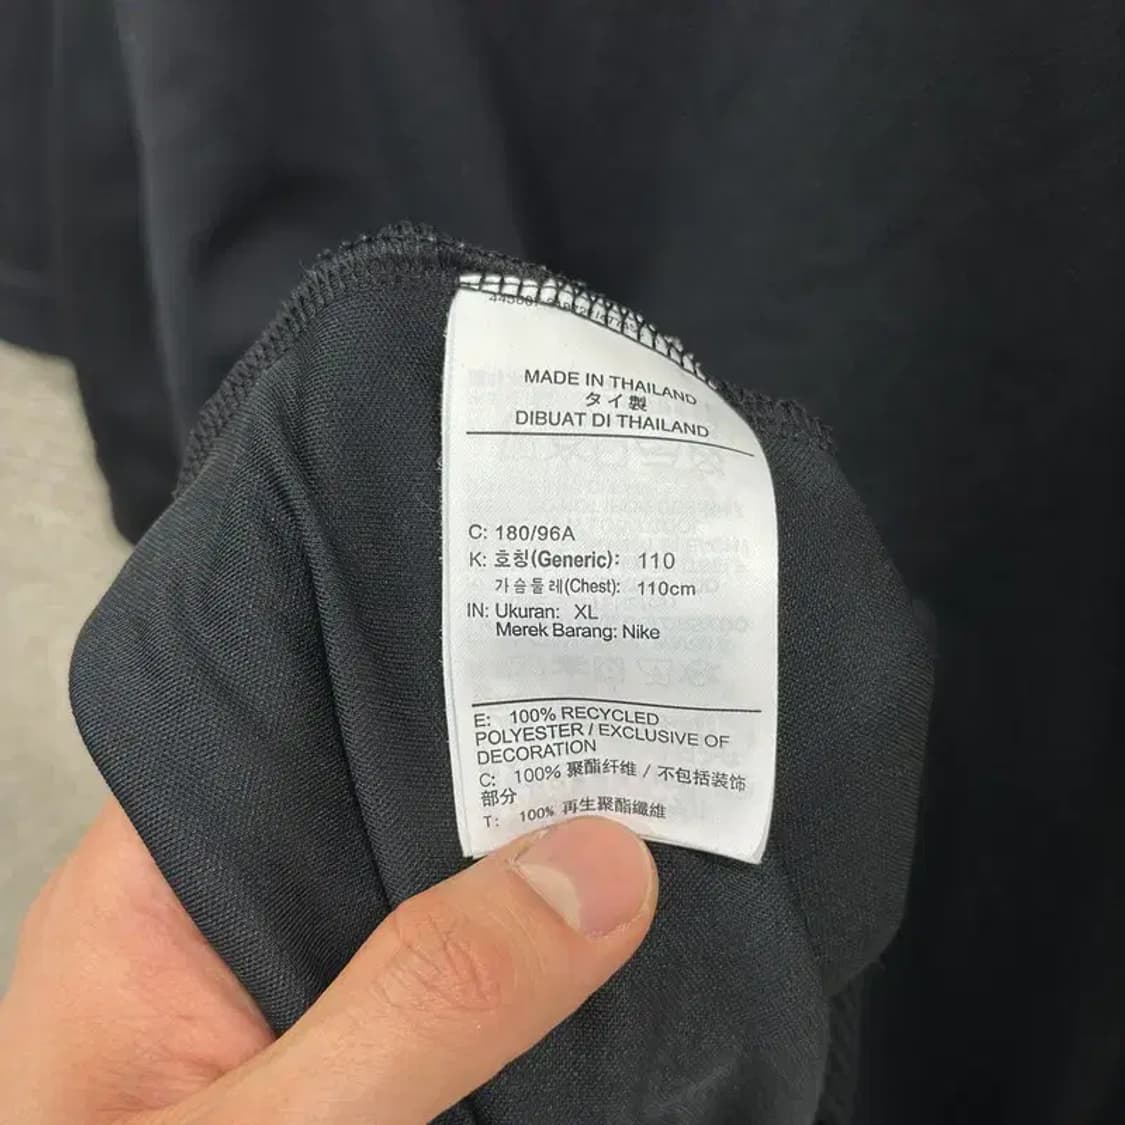 MADE IN THAILAND
タイ製
DIBUAT DI THAILAND
C: 180/96A
K: 호칭(Generic): 110
가슴둘레(Chest): 110cm
IN: Ukuran: XL
Merek Barang: Nike
E: 100% RECYCLED
POLYESTER / EXCLUSIVE OF
DECORATION
C: 100% 聚酯纤维 / 不包括装饰
部分
T: 100% 再生聚酯纖維